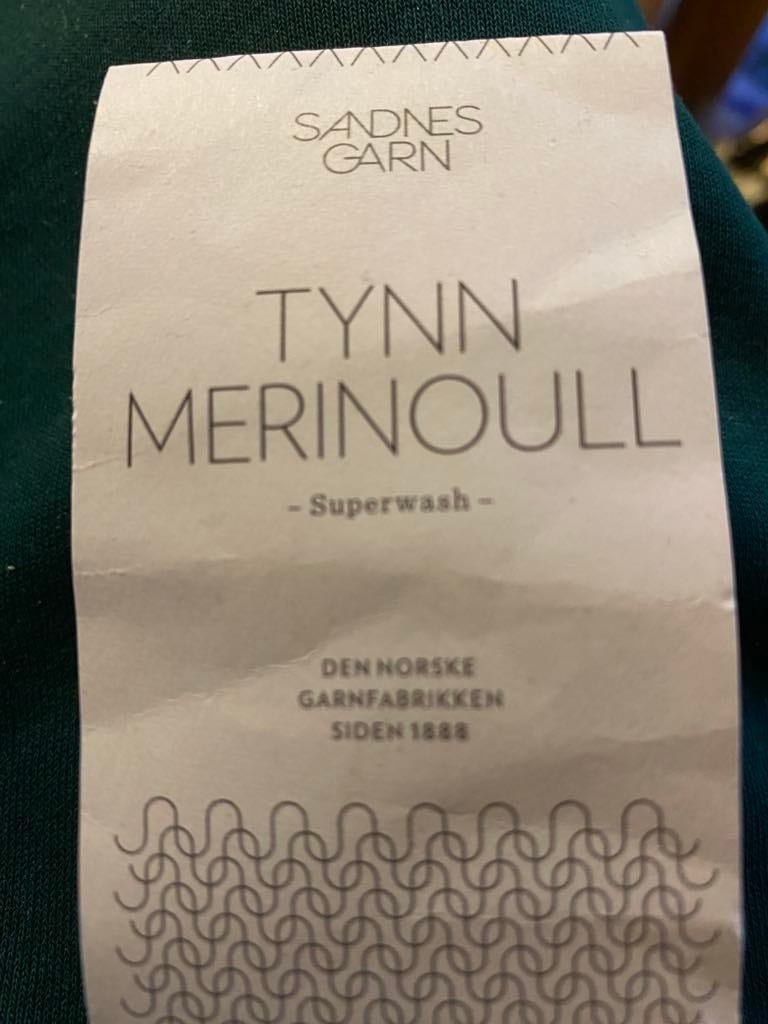 SANDNES
GARN
TYNN
MERINOULL
- Superwash -
DEN NORSKE
GARNFABRIKKEN
SIDEN 1888